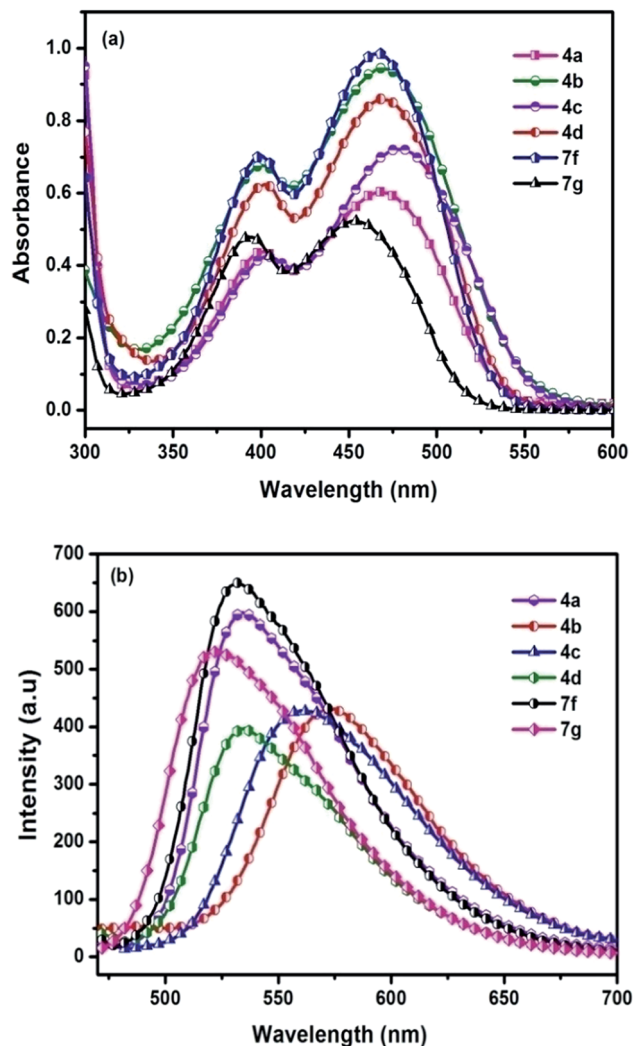 (a)
1.0
0.8
0.6
0.4
0.2
0.0
Absorbance
4a
4b
4c
4d
7f
7g
300 350 400 450 500 550 600
Wavelength (nm)
(b)
700
600
500
400
300
200
100
0
Intensity (a.u)
4a
4b
4c
4d
7f
7g
500 550 600 650 700
Wavelength (nm)